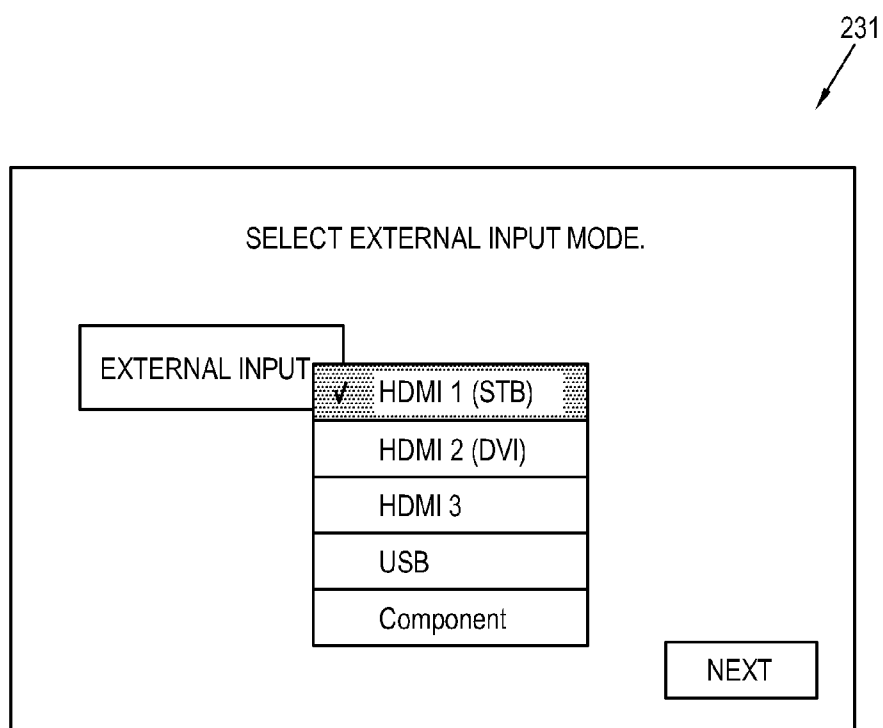 231
SELECT EXTERNAL INPUT MODE.
EXTERNAL INPUT
✓ HDMI 1 (STB)
HDMI 2 (DVI)
HDMI 3
USB
Component
NEXT